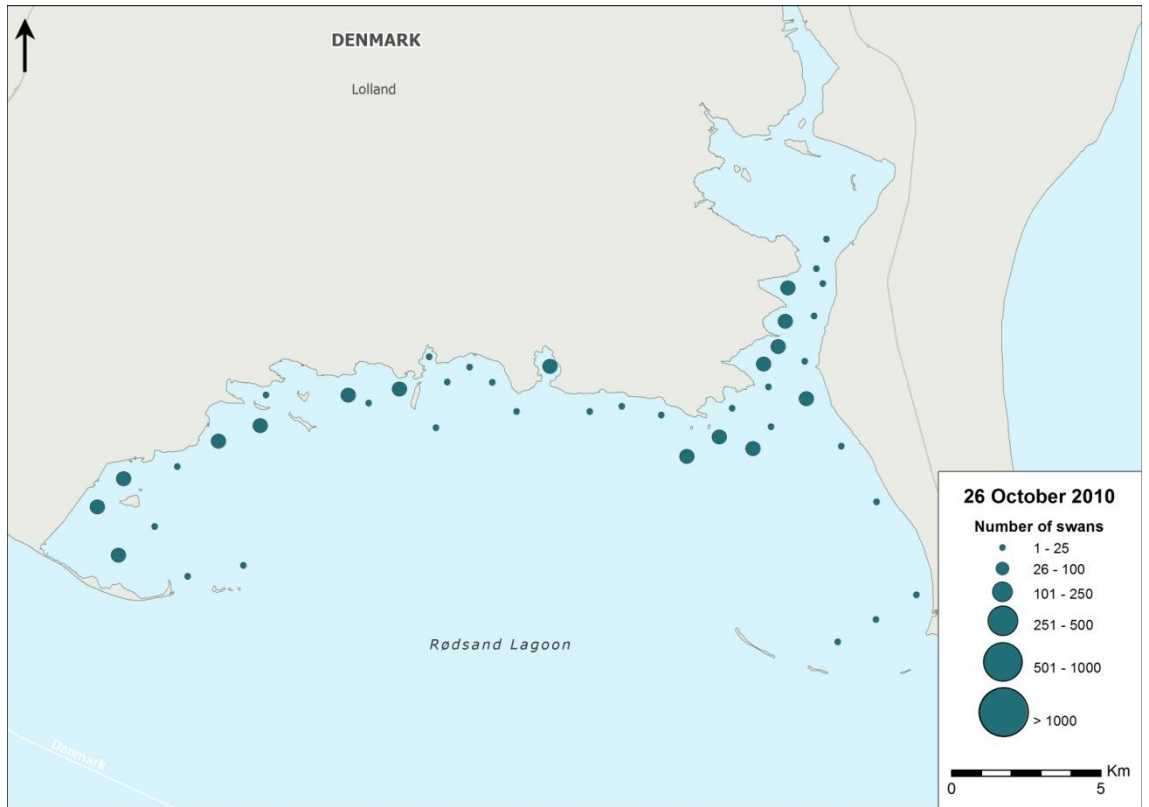 DENMARK
Lolland
Rødsand Lagoon
Denmark
26 October 2010
Number of swans
1 - 25
26 - 100
101 - 250
251 - 500
501 - 1000
> 1000
Km
0 5